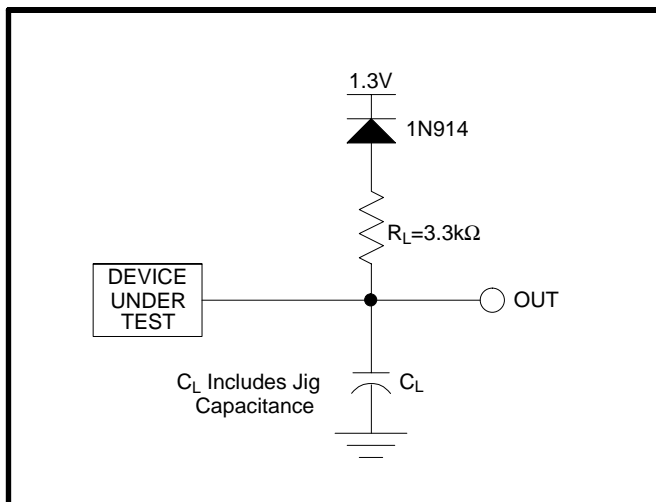 1.3V
1N914
R_L=3.3kΩ
DEVICE
UNDER
TEST
OUT
C_L Includes Jig
Capacitance
C_L